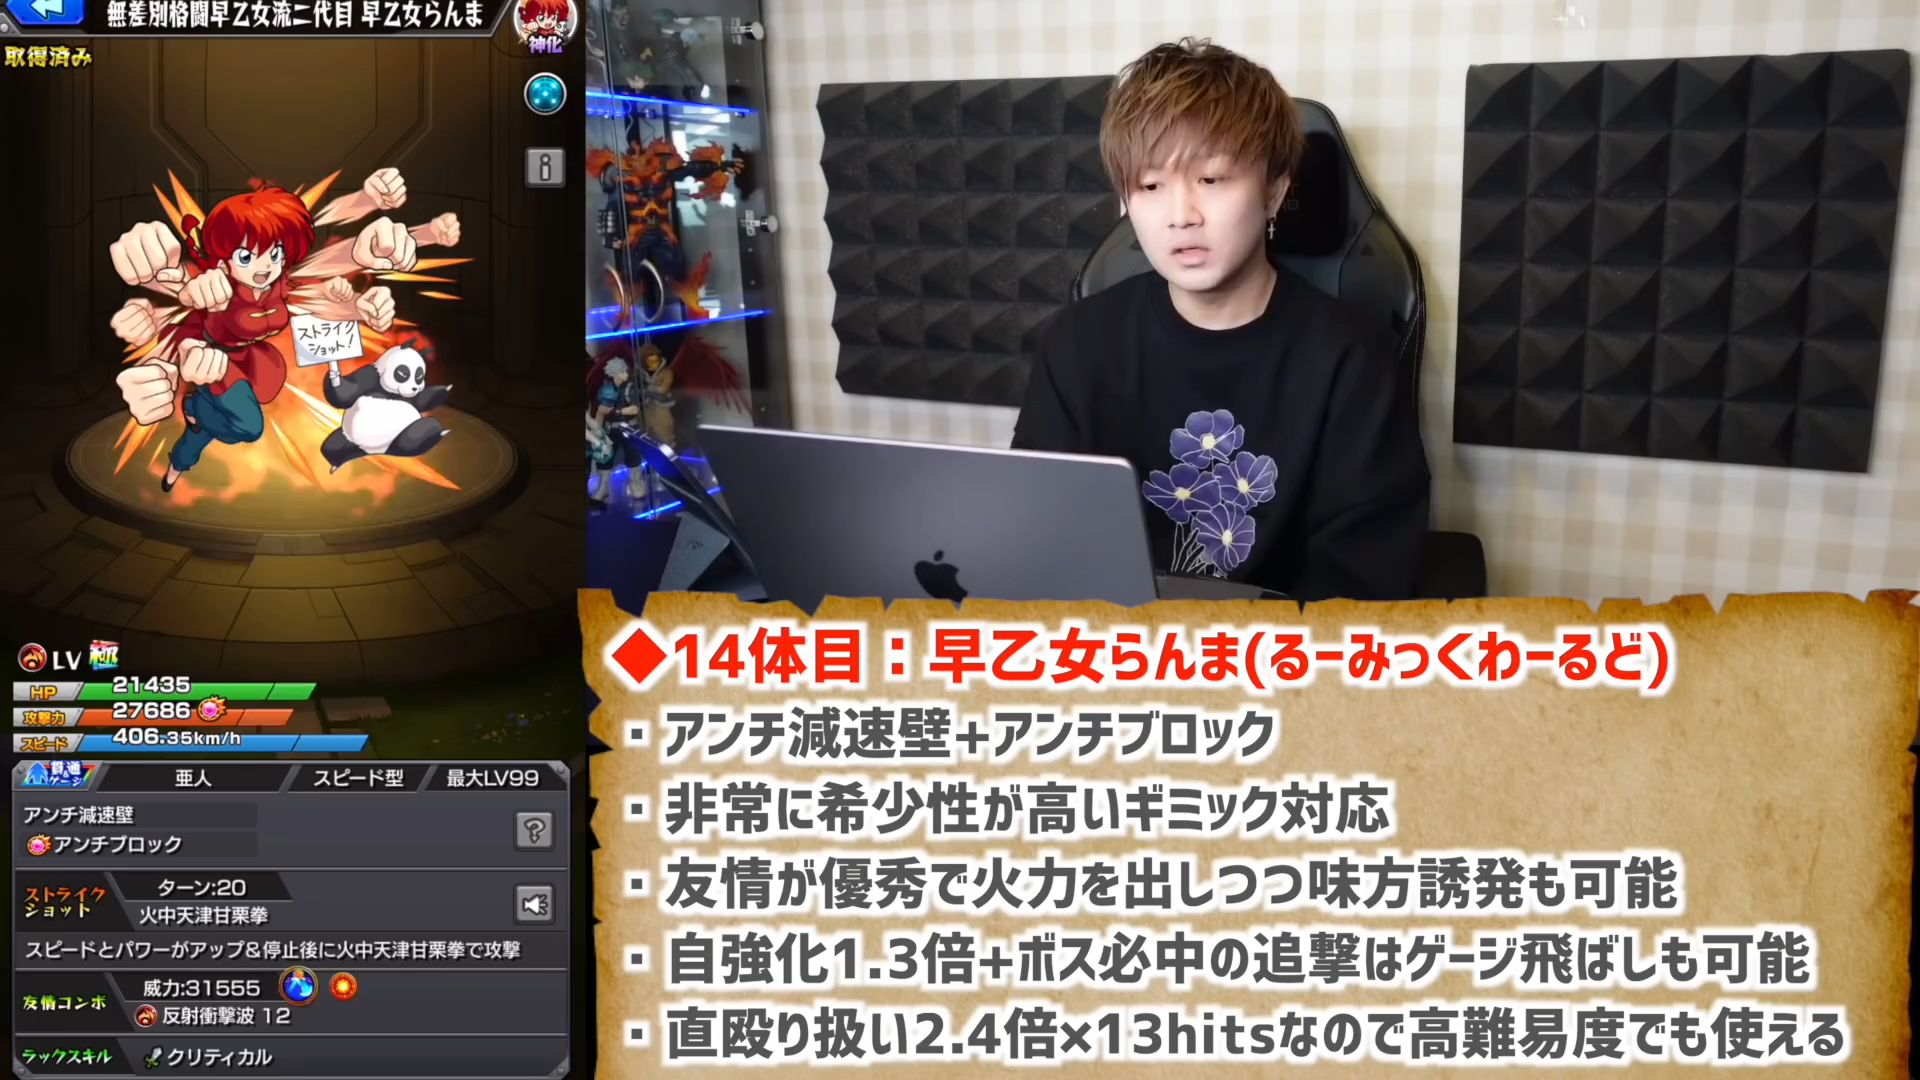 無差別格闘早乙女流二代目 早乙女らんま
神化
取得済み
ストライク
ショット!
LV 極
HP 21435
攻撃力 27686
スピード 406.35km/h
貫通
ゲージ
亜人
スピード型
最大LV99
アンチ減速壁
アンチブロック
?
ストライク
ショット
ターン:20
火中天津甘栗拳
スピードとパワーがアップ&停止後に火中天津甘栗拳で攻撃
友情コンボ
威力:31555
反射衝撃波 12
ラックスキル
クリティカル
◆14体目：早乙女らんま(るーみっくわーるど)
・アンチ減速壁+アンチブロック
・非常に希少性が高いギミック対応
・友情が優秀で火力を出しつつ味方誘発も可能
・自強化1.3倍+ボス必中の追撃はゲージ飛ばしも可能
・直殴り扱い2.4倍×13hitsなので高難易度でも使える